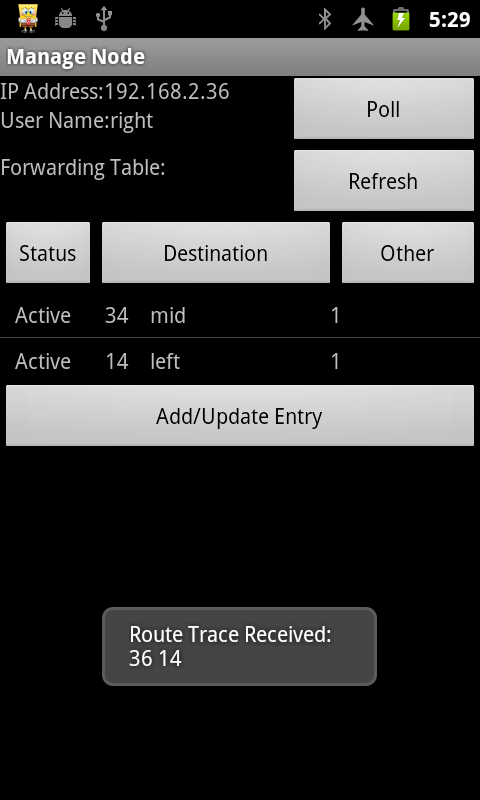 5:29
Manage Node
IP Address:192.168.2.36
User Name:right
Poll
Forwarding Table:
Refresh
Status Destination Other
Active 34 mid 1
Active 14 left 1
Add/Update Entry
Route Trace Received:
36 14